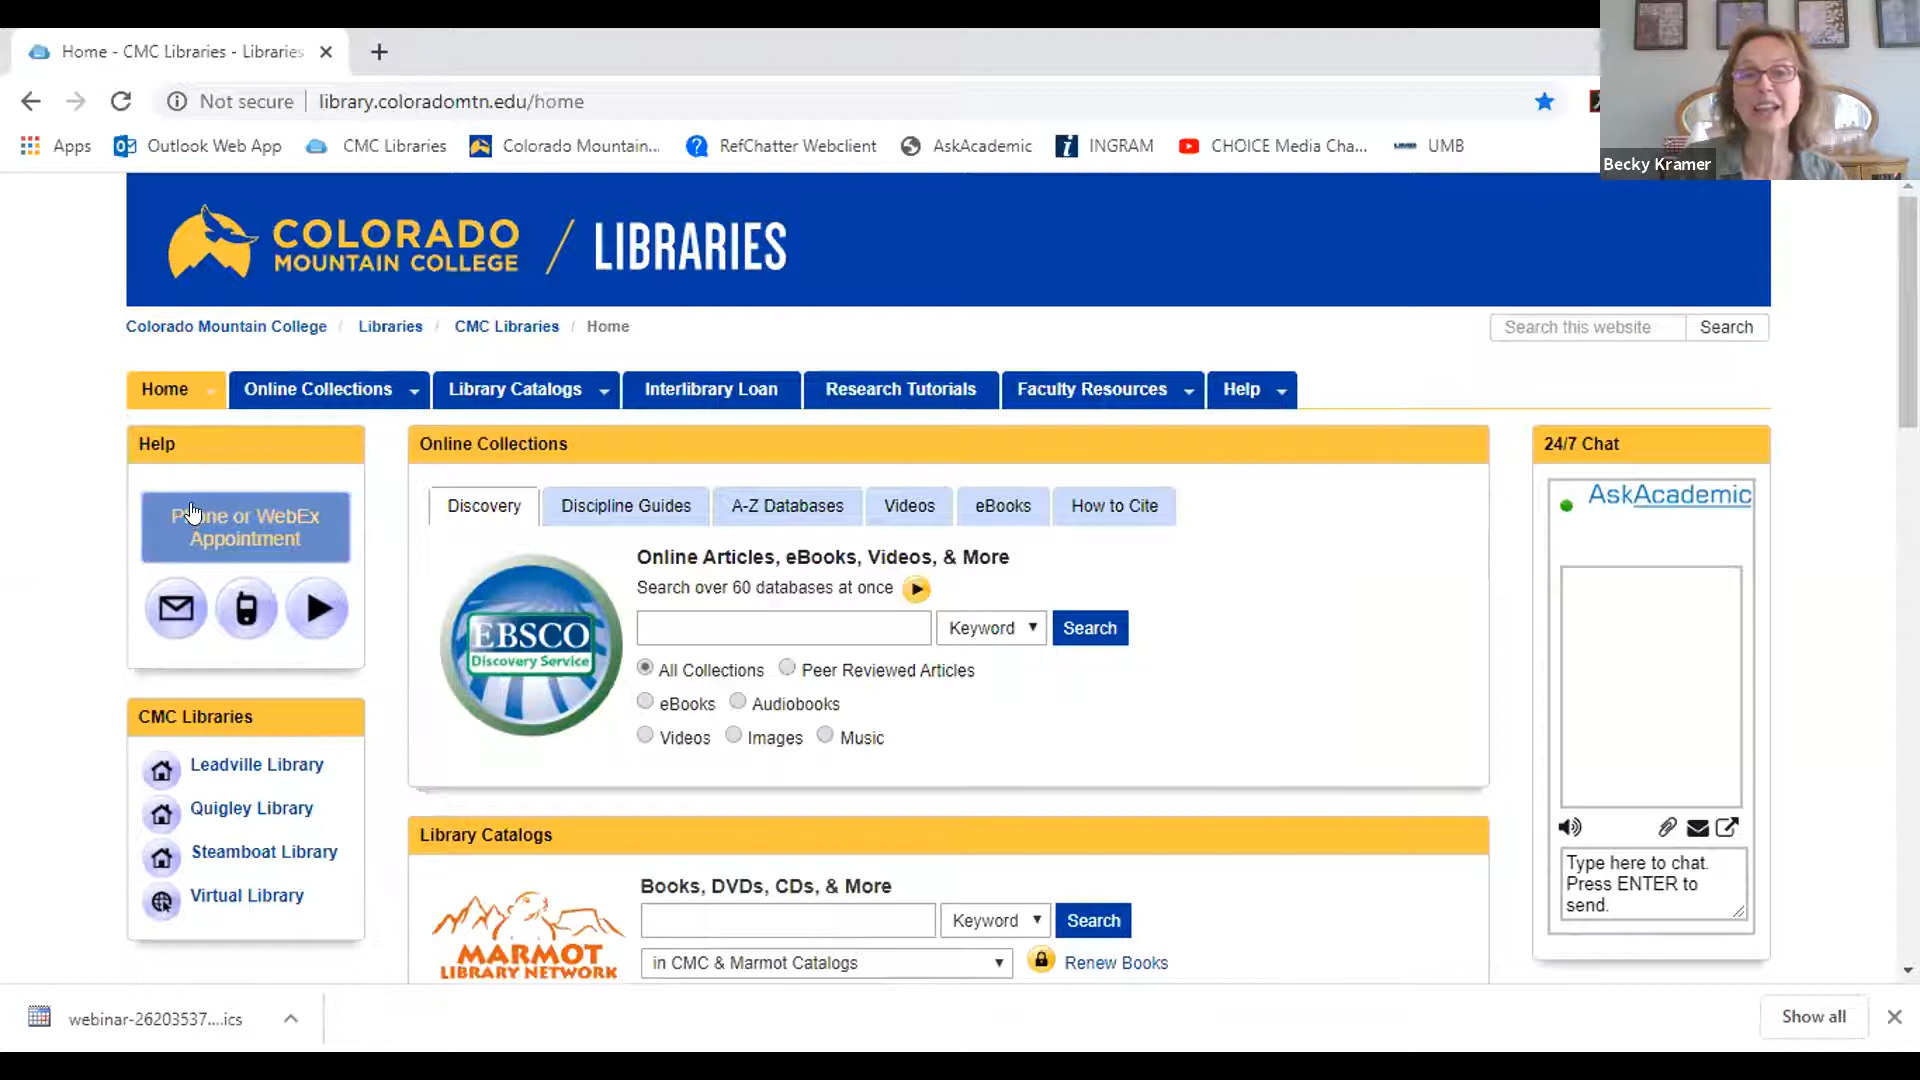 Home - CMC Libraries - Libraries
Not secure library.coloradomtn.edu/home
Apps Outlook Web App CMC Libraries Colorado Mountain... RefChatter Webclient AskAcademic INGRAM CHOICE Media Cha... UMB
Becky Kramer
COLORADO MOUNTAIN COLLEGE / LIBRARIES
Colorado Mountain College / Libraries / CMC Libraries / Home
Search this website Search
Home Online Collections Library Catalogs Interlibrary Loan Research Tutorials Faculty Resources Help
Help
Phone or WebEx
Appointment
CMC Libraries
Leadville Library
Quigley Library
Steamboat Library
Virtual Library
Online Collections
Discovery Discipline Guides A-Z Databases Videos eBooks How to Cite
EBSCO
Discovery Service
Online Articles, eBooks, Videos, & More
Search over 60 databases at once
Keyword Search
All Collections Peer Reviewed Articles
eBooks Audiobooks
Videos Images Music
Library Catalogs
MARMOT
LIBRARY NETWORK
Books, DVDs, CDs, & More
Keyword Search
in CMC & Marmot Catalogs Renew Books
24/7 Chat
AskAcademic
Type here to chat.
Press ENTER to
send.
webinar-26203537....ics
Show all